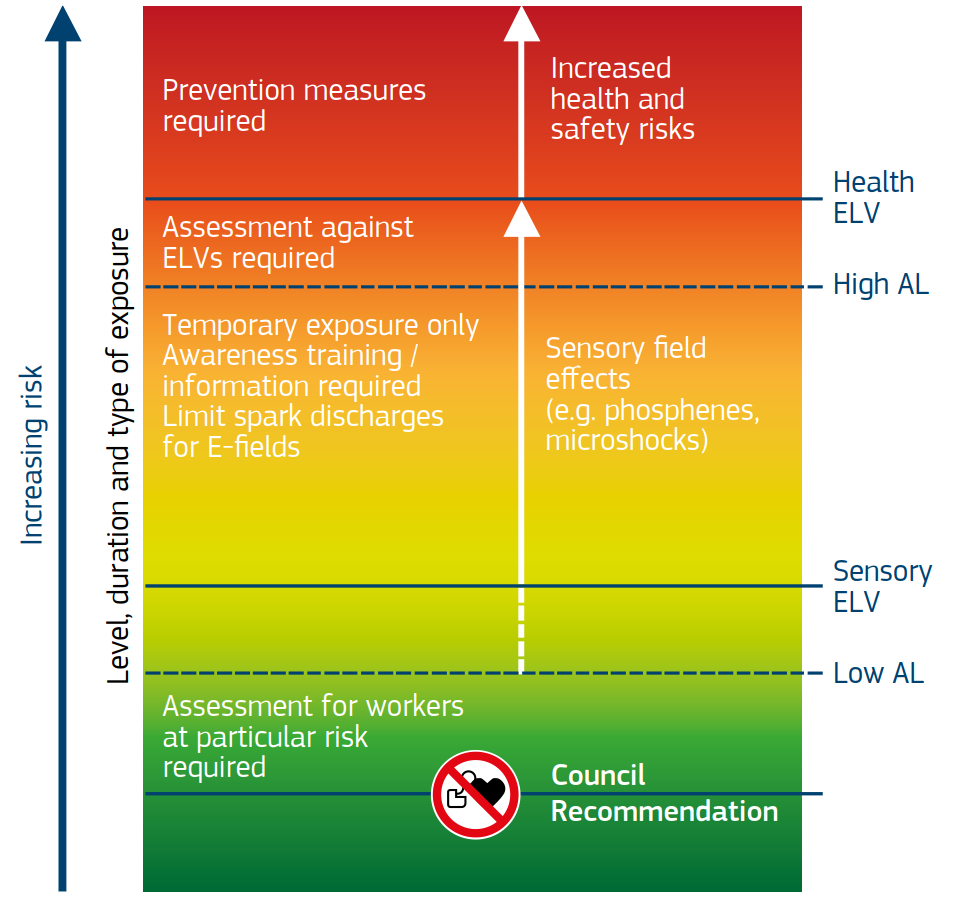 Increasing risk
Level, duration and type of exposure
Prevention measures
required
Increased
health and
safety risks
Health
ELV
Assessment against
ELVs required
High AL
Temporary exposure only
Awareness training /
information required
Limit spark discharges
for E-fields
Sensory field
effects
(e.g. phosphenes,
microshocks)
Sensory
ELV
Low AL
Assessment for workers
at particular risk
required
Council
Recommendation